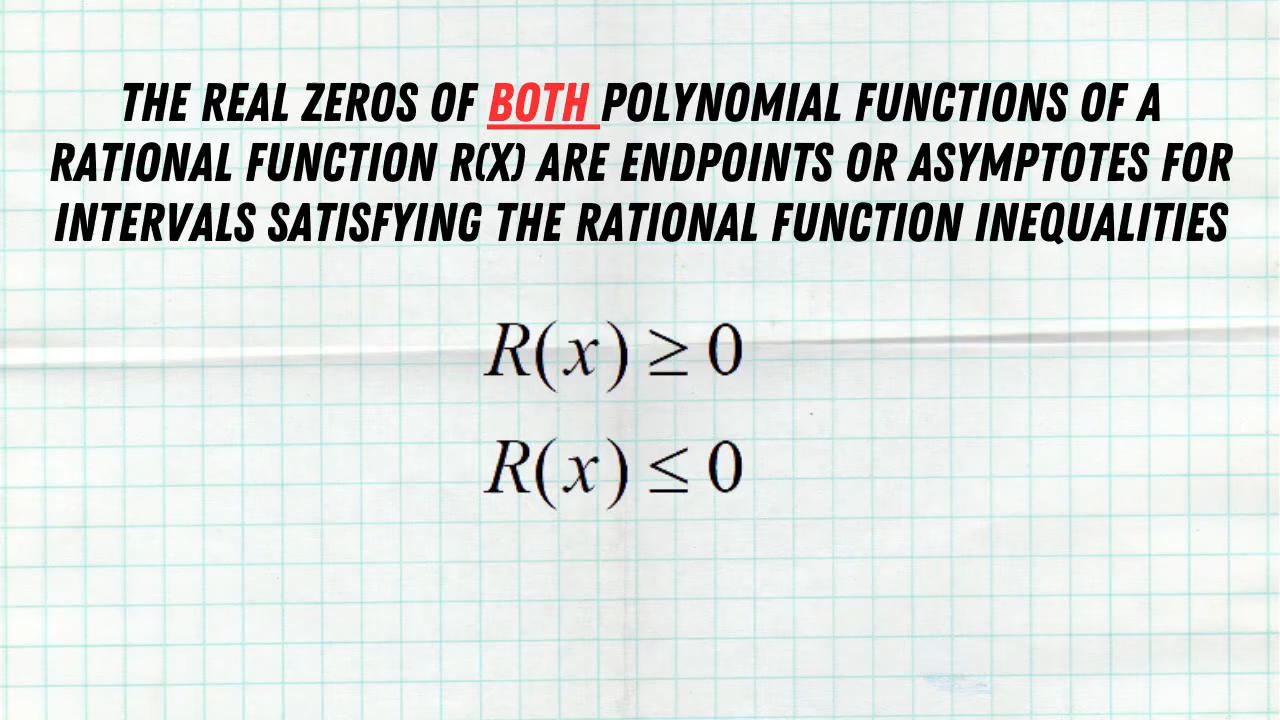 THE REAL ZEROS OF BOTH POLYNOMIAL FUNCTIONS OF A
RATIONAL FUNCTION R(X) ARE ENDPOINTS OR ASYMPTOTES FOR
INTERVALS SATISFYING THE RATIONAL FUNCTION INEQUALITIES
R(x) ≥ 0
R(x) ≤ 0